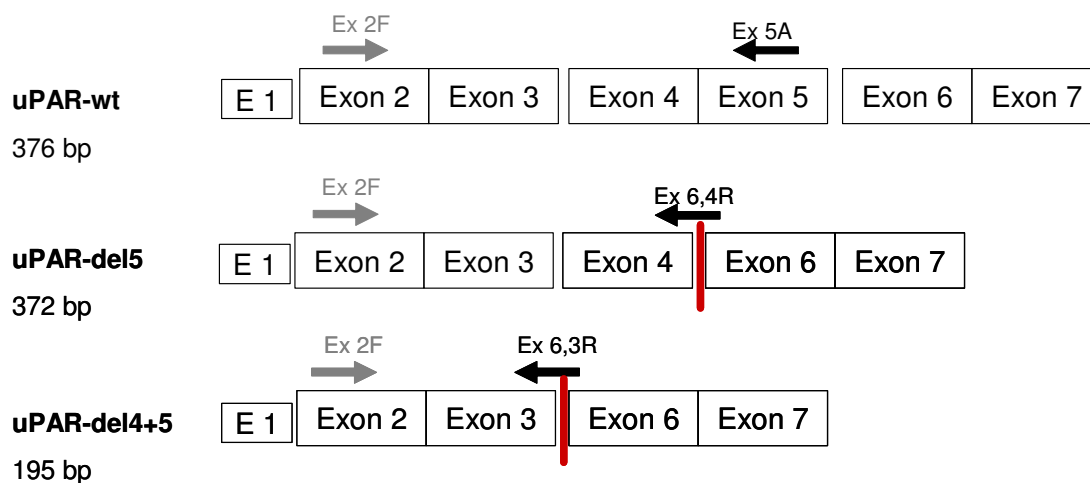 Ex 2F Ex 5A
uPAR-wt E 1 Exon 2 Exon 3 Exon 4 Exon 5 Exon 6 Exon 7
376 bp
Ex 2F Ex 6,4R
uPAR-del5 E 1 Exon 2 Exon 3 Exon 4 Exon 6 Exon 7
372 bp
Ex 2F Ex 6,3R
uPAR-del4+5 E 1 Exon 2 Exon 3 Exon 6 Exon 7
195 bp